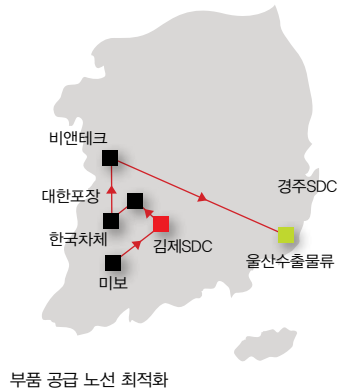 비앤테크
경주SDC
대한포장
한국차체
김제SDC
울산수출물류
미보
부품 공급 노선 최적화